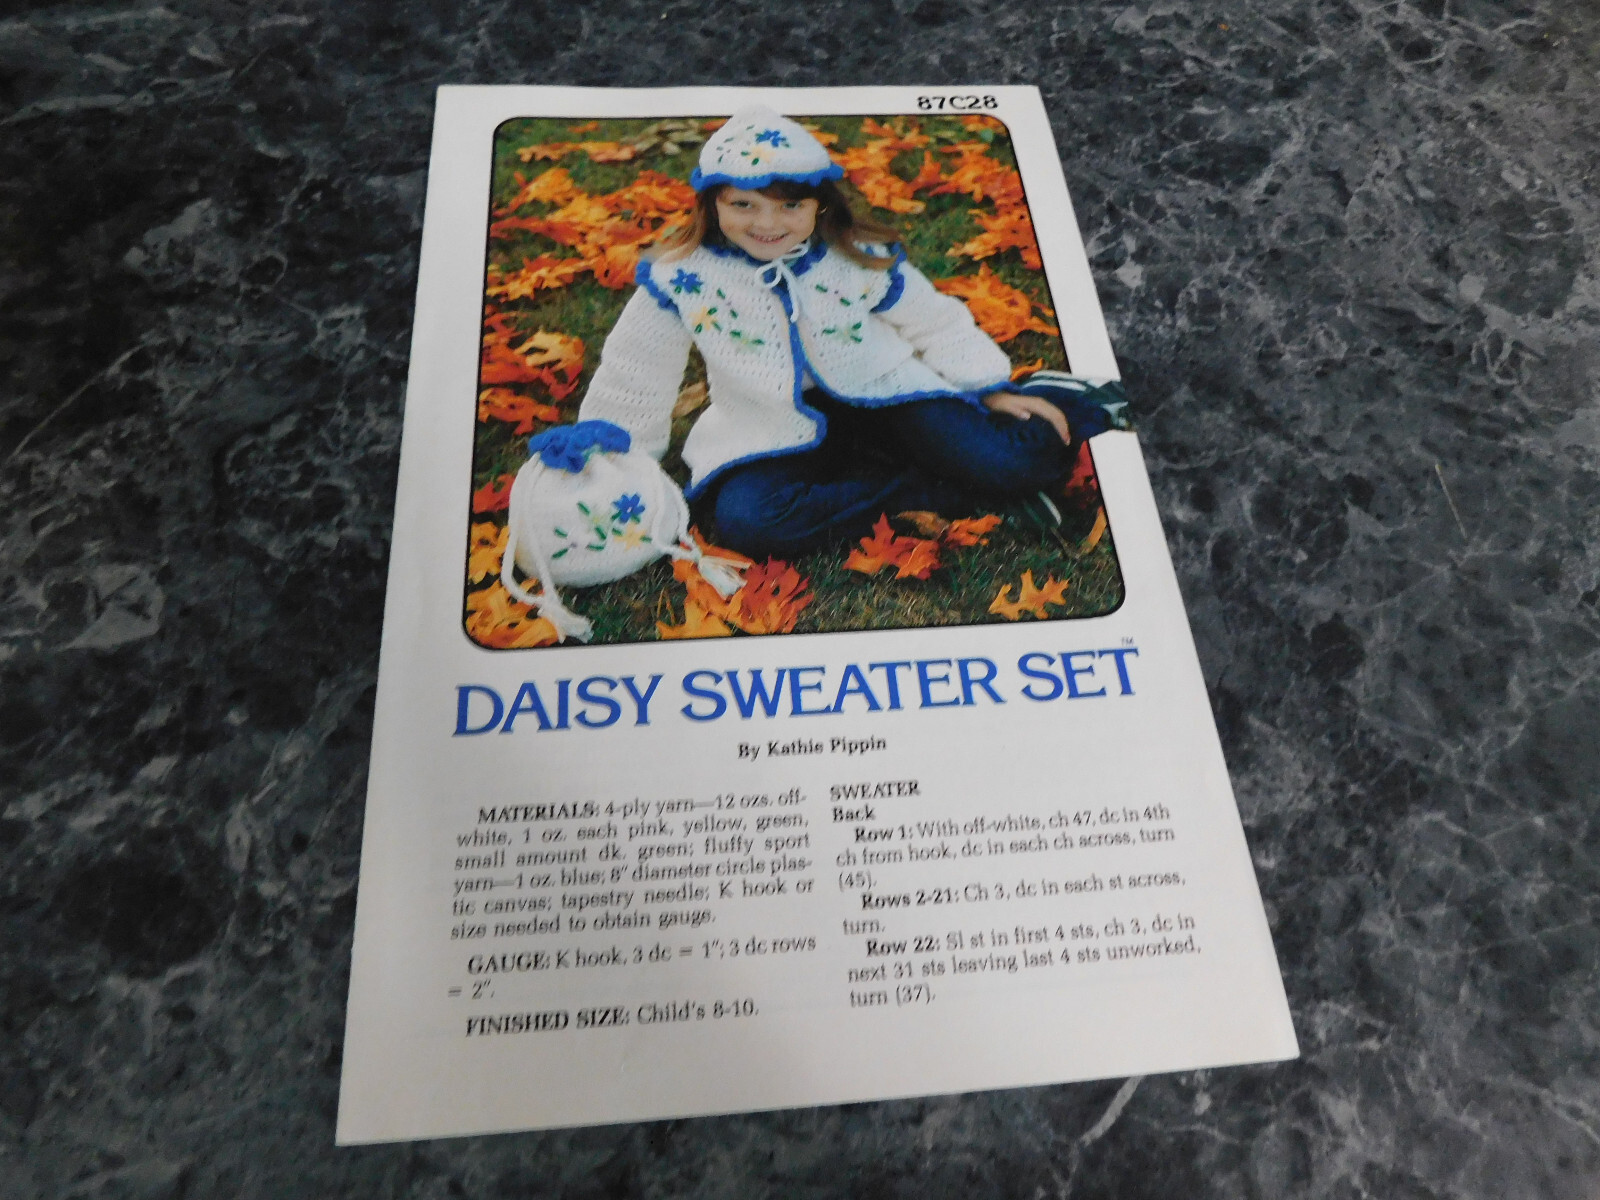 87C28
DAISY SWEATER SET™
By Kathie Pippin
MATERIALS: 4-ply yarn—12 ozs. off-
white, 1 oz. each pink, yellow, green,
small amount dk. green; fluffy sport
yarn—1 oz. blue; 8" diameter circle plas-
tic canvas; tapestry needle; K hook or
size needed to obtain gauge.
GAUGE: K hook, 3 dc = 1"; 3 dc rows
= 2".
FINISHED SIZE: Child's 8-10.
SWEATER
Back
Row 1: With off-white, ch 47, dc in 4th
ch from hook, dc in each ch across, turn
(45).
Rows 2-21: Ch 3, dc in each st across,
turn.
Row 22: Sl st in first 4 sts, ch 3, dc in
next 31 sts leaving last 4 sts unworked,
turn (37).